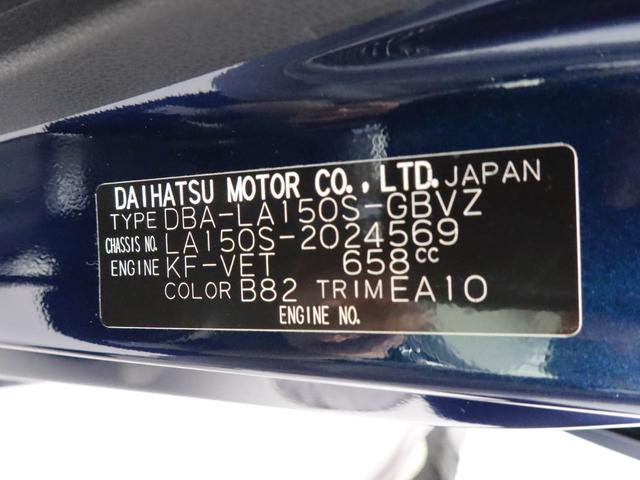 DAIHATSU MOTOR CO., LTD. JAPAN
TYPE DBA-LA150S-GBVZ
CHASSIS NO. LA150S-2024569
ENGINE KF-VET 658cc
COLOR B82 TRIM EA10
ENGINE NO.